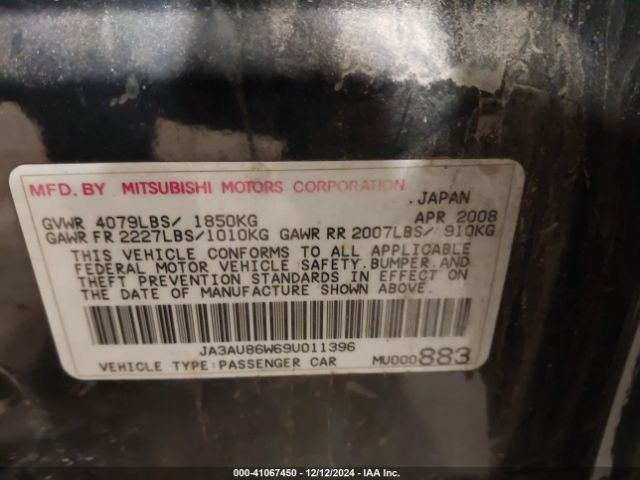 MFD. BY MITSUBISHI MOTORS CORPORATION
JAPAN
GVWR 4079LBS/ 1850KG APR 2008
GAWR FR 2227LBS/1010KG GAWR RR 2007LBS/ 910KG
THIS VEHICLE CONFORMS TO ALL APPLICABLE
FEDERAL MOTOR VEHICLE SAFETY, BUMPER AND
THEFT PREVENTION STANDARDS IN EFFECT ON
THE DATE OF MANUFACTURE SHOWN ABOVE.
JA3AU86W69U011396
VEHICLE TYPE:PASSENGER CAR MU000883
000-41067450 - 12/12/2024 - IAA Inc.